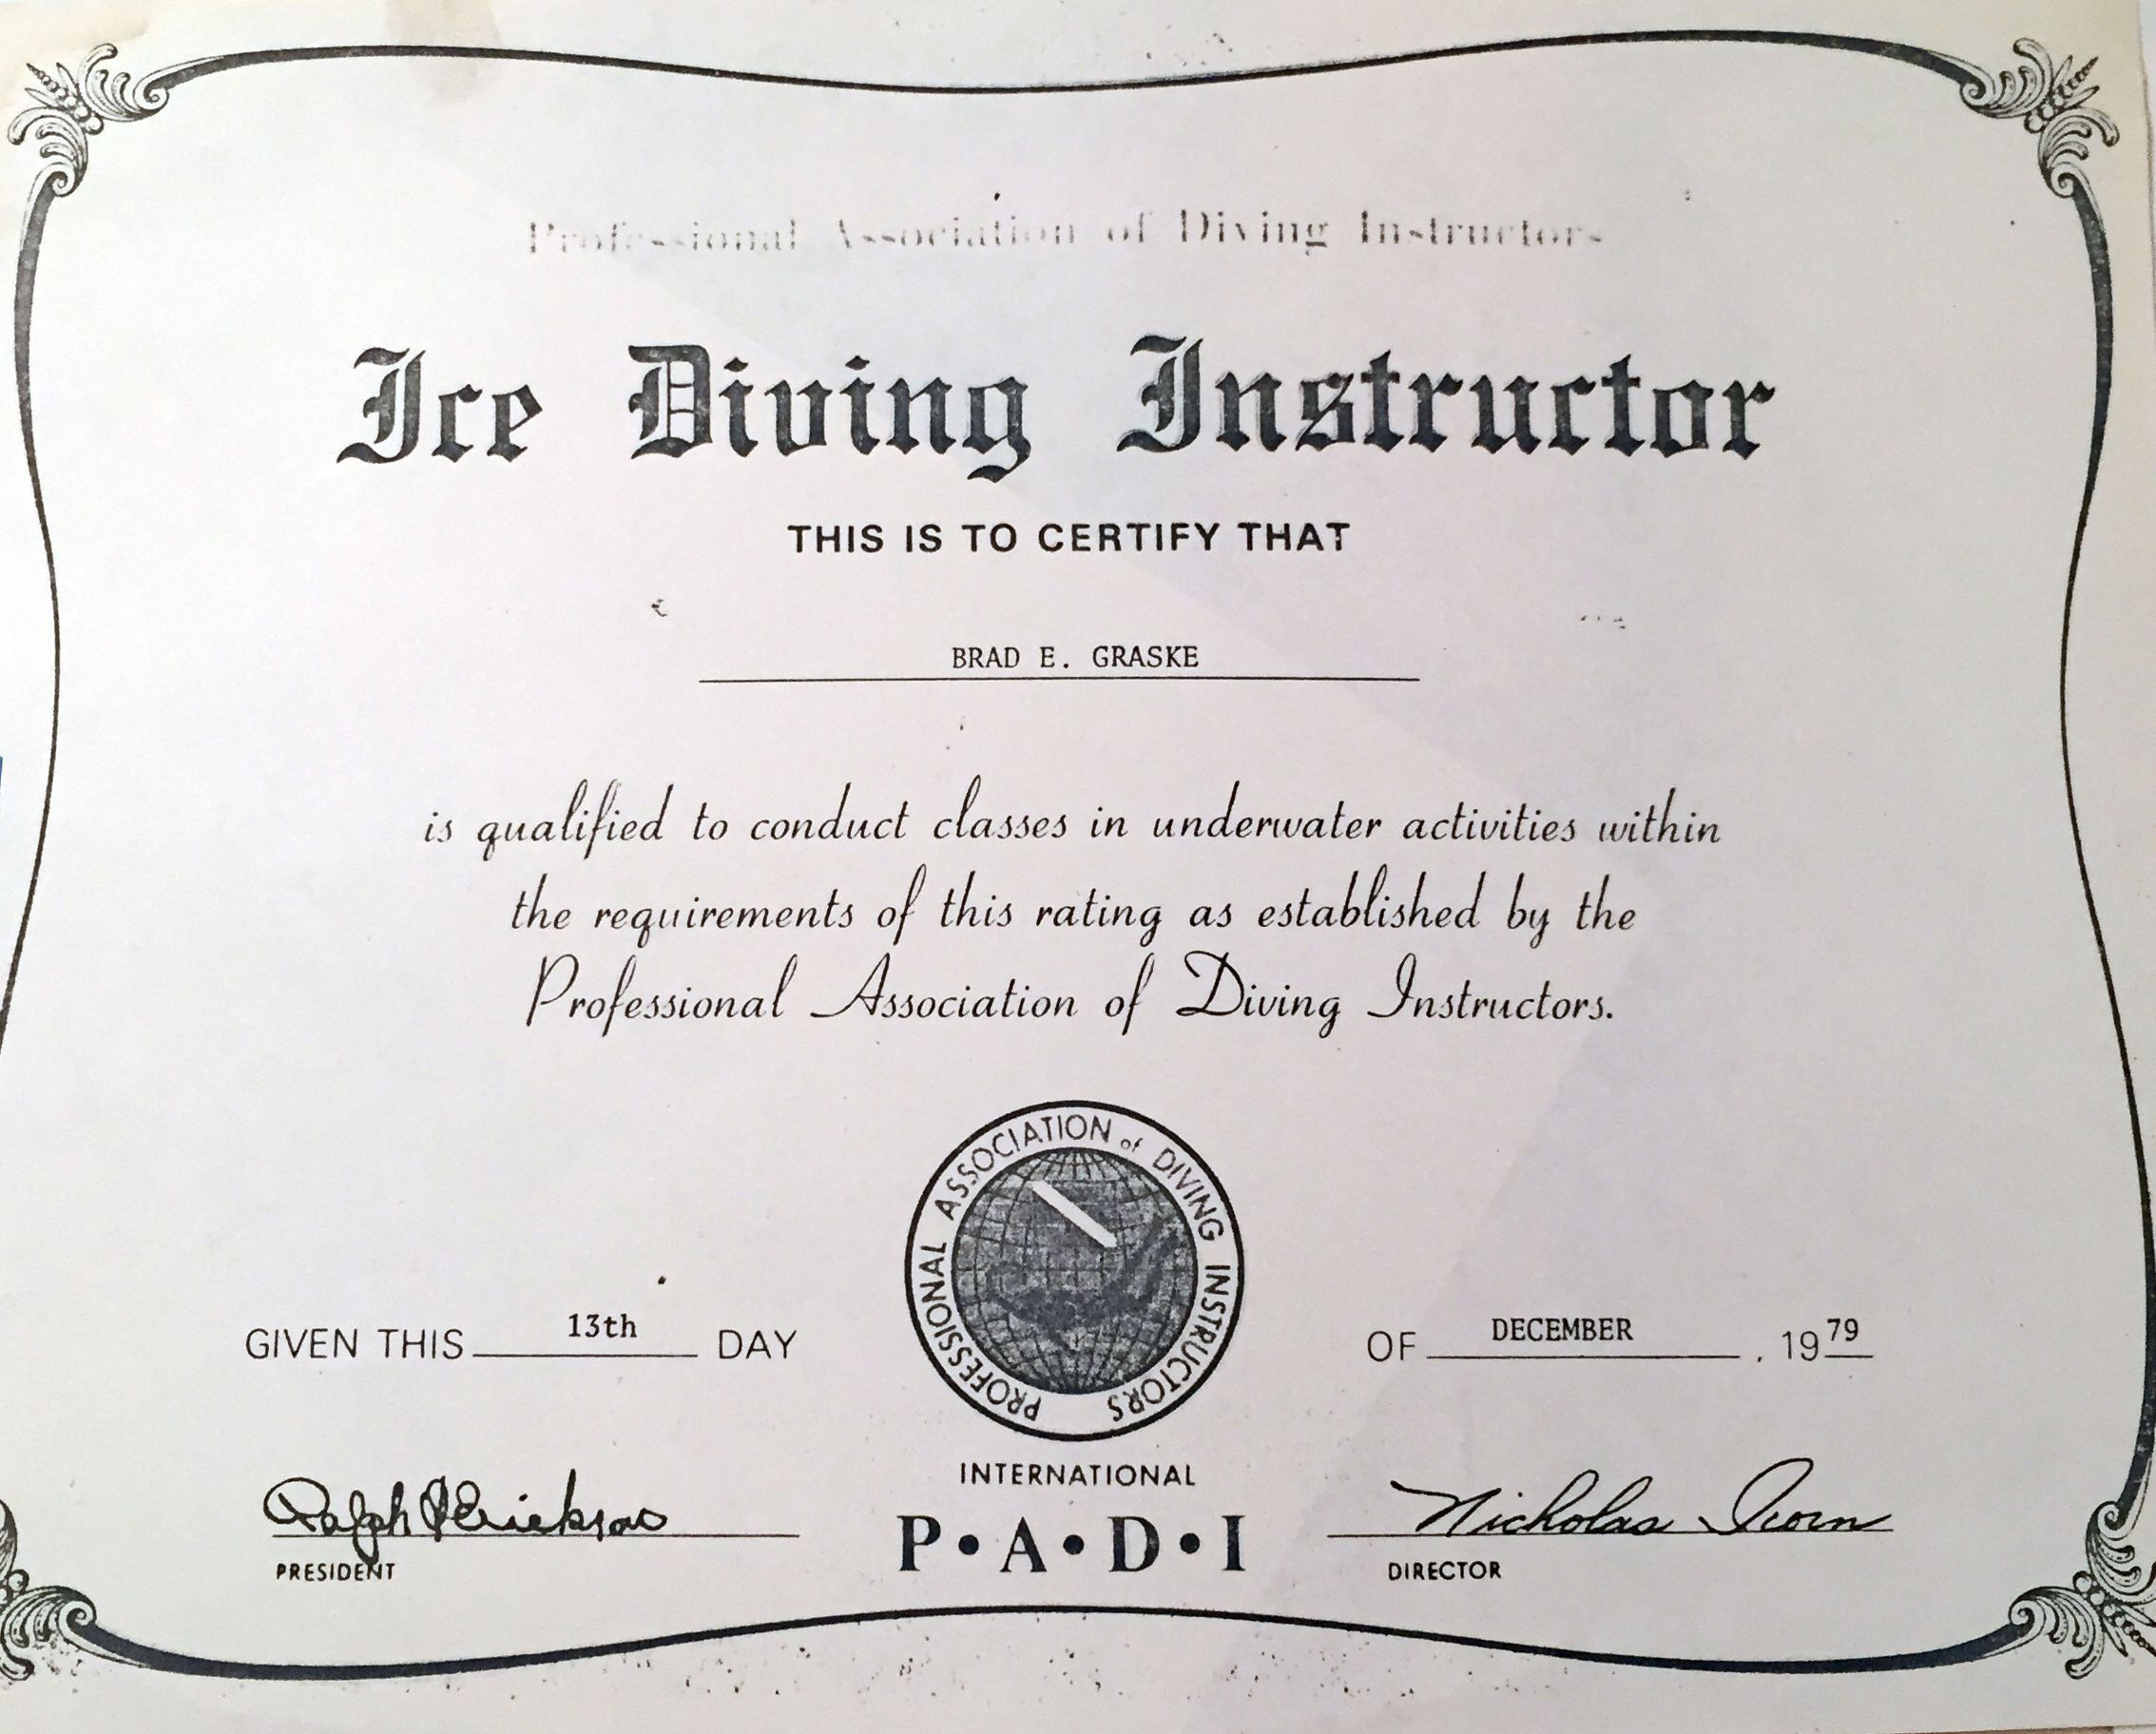 Professional Association of Diving Instructors
Ice Diving Instructor
THIS IS TO CERTIFY THAT
BRAD E. GRASKE
is qualified to conduct classes in underwater activities within
the requirements of this rating as established by the
Professional Association of Diving Instructors.
PROFESSIONAL ASSOCIATION of DIVING INSTRUCTORS
GIVEN THIS 13th DAY OF DECEMBER, 1979
INTERNATIONAL
P•A•D•I
Ralph Erickson
PRESIDENT
Nicholas Icorn
DIRECTOR